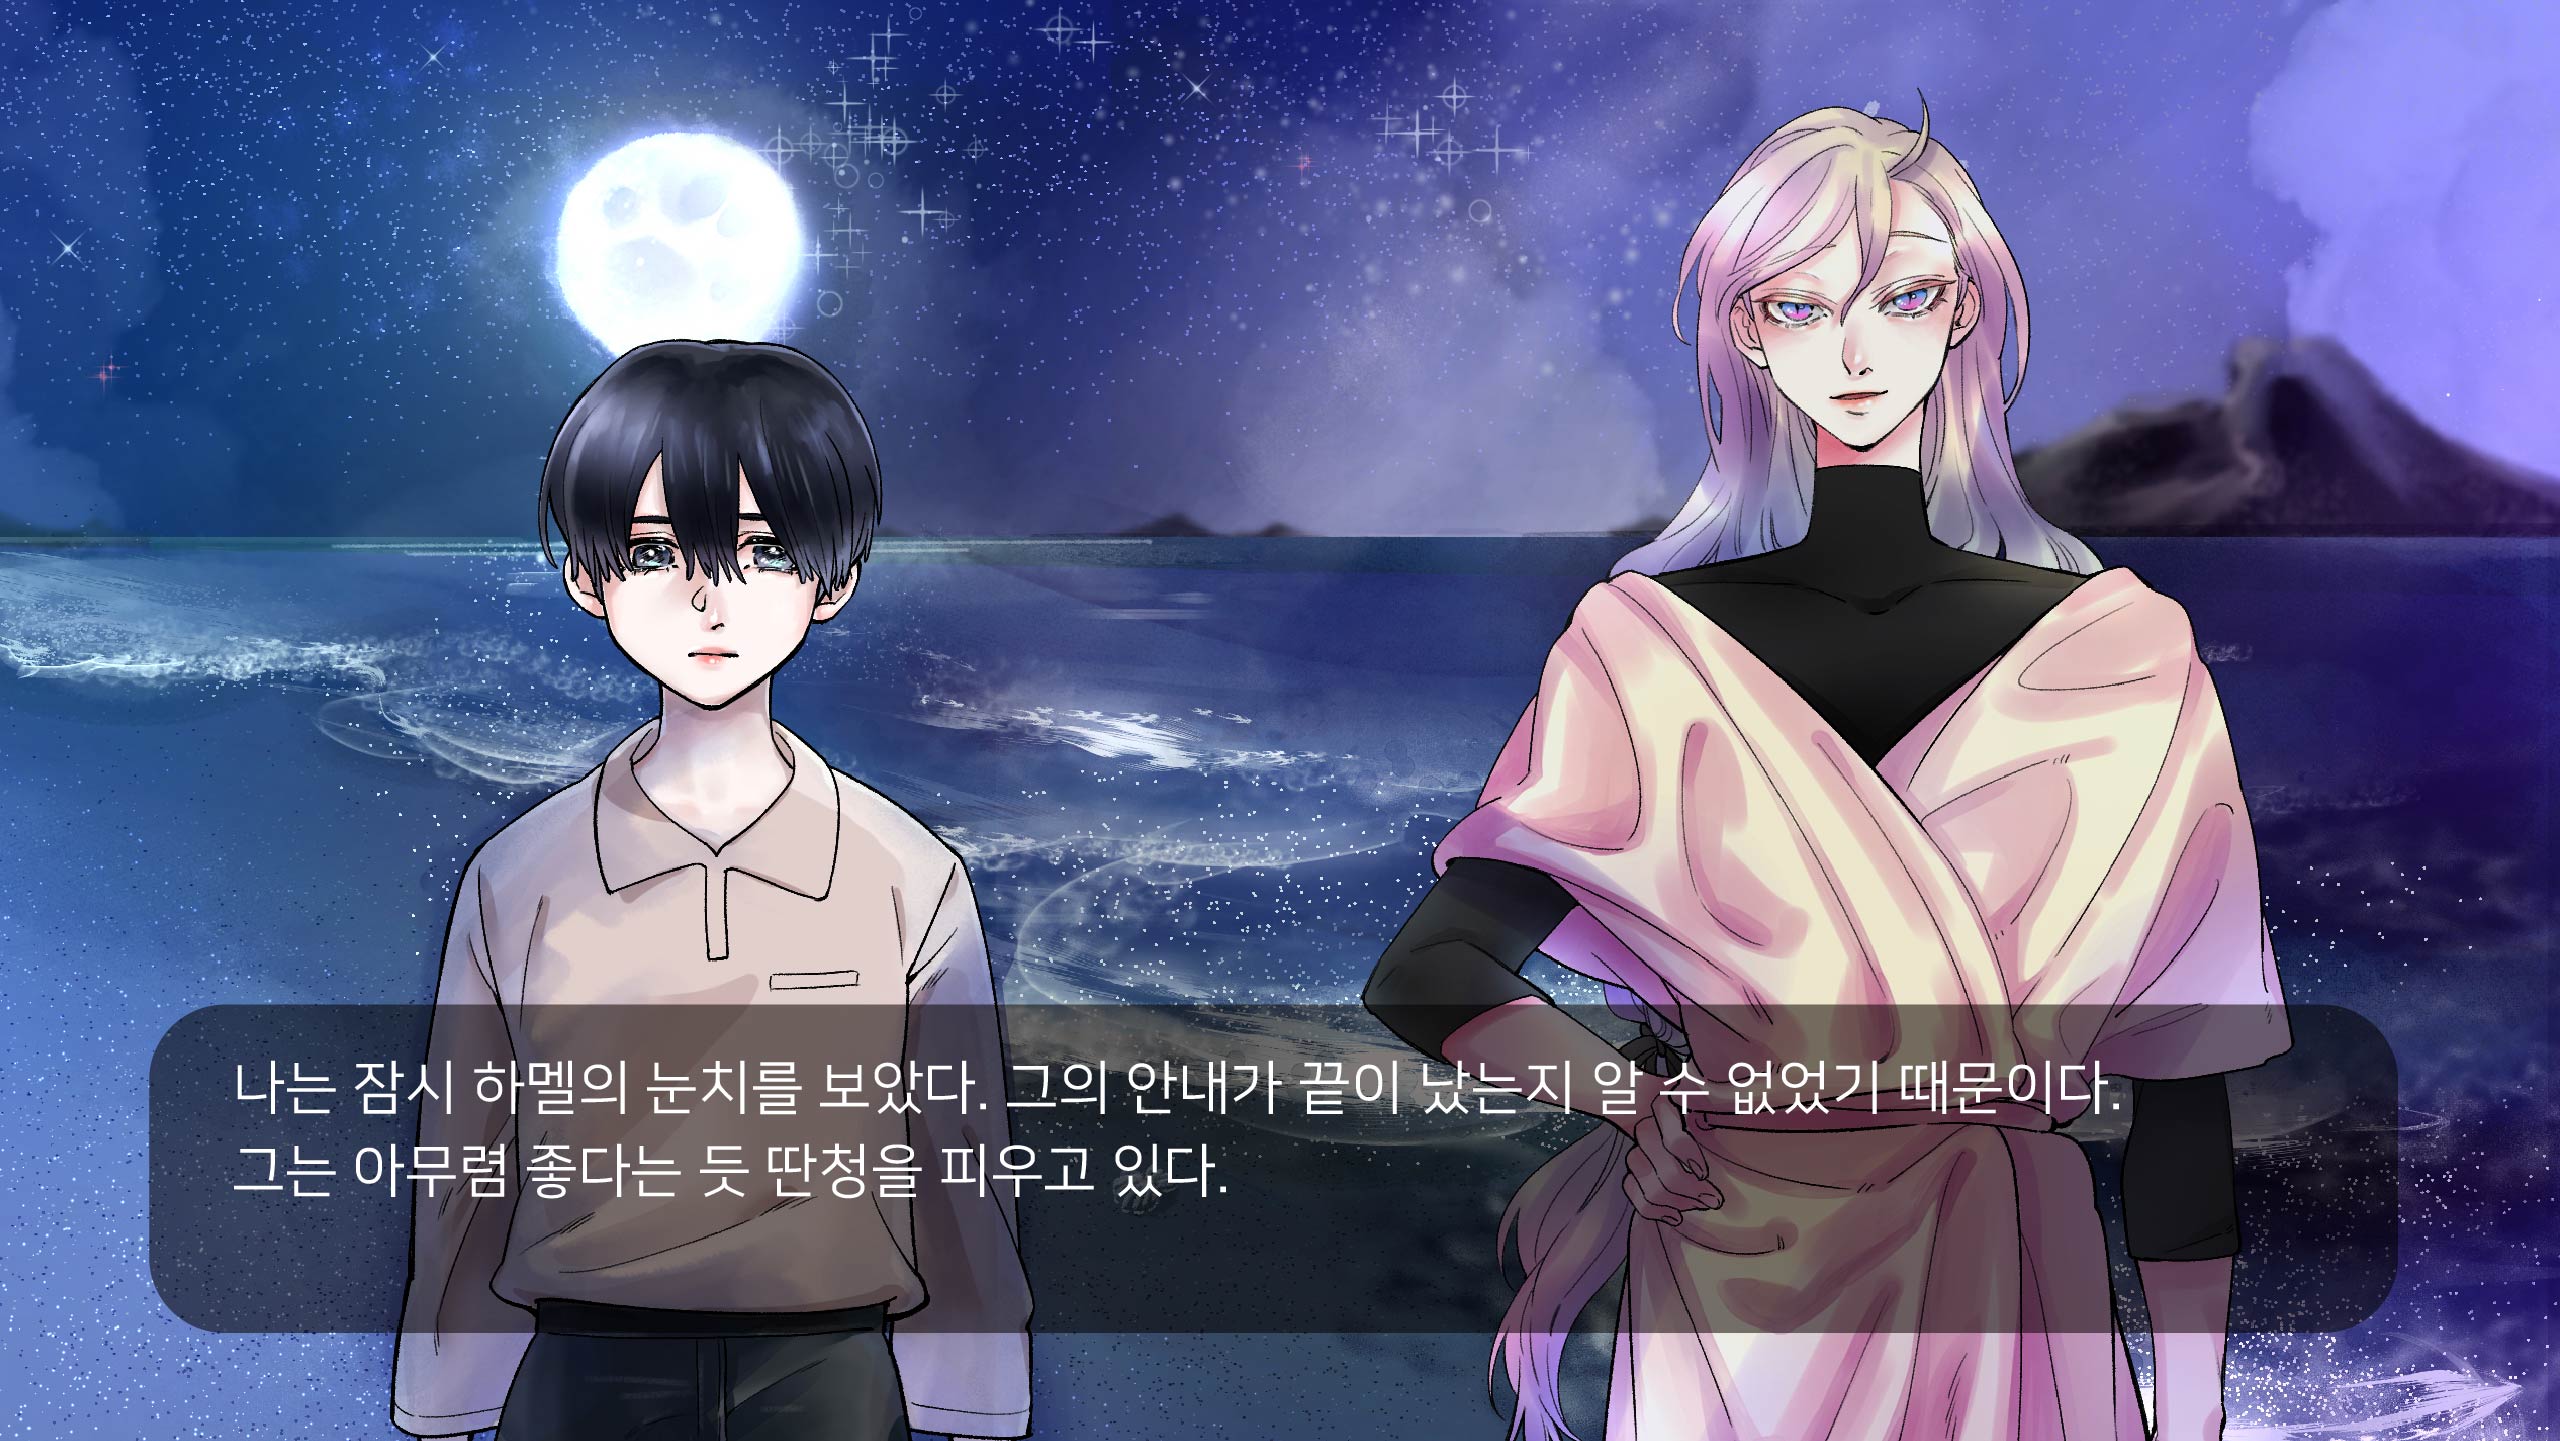 나는 잠시 하멜의 눈치를 보았다. 그의 안내가 끝이 났는지 알 수 없었기 때문이다.
그는 아무렴 좋다는 듯 딴청을 피우고 있다.